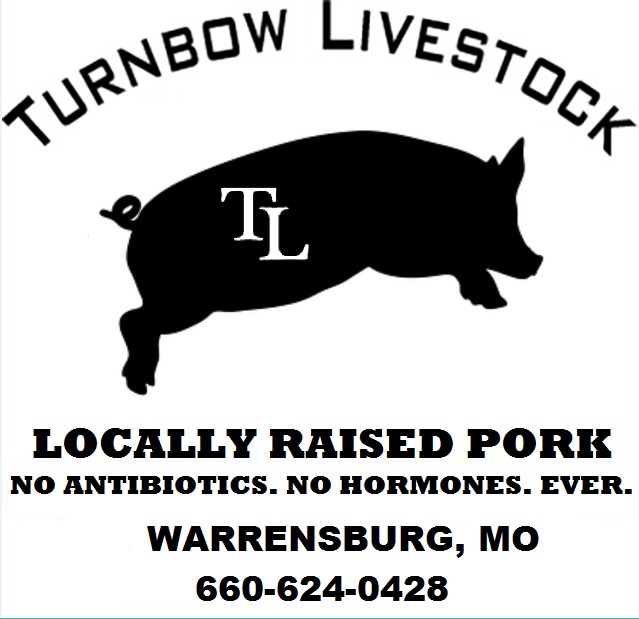 TURNBOW LIVESTOCK
TL
LOCALLY RAISED PORK
NO ANTIBIOTICS. NO HORMONES. EVER.
WARRENSBURG, MO
660-624-0428